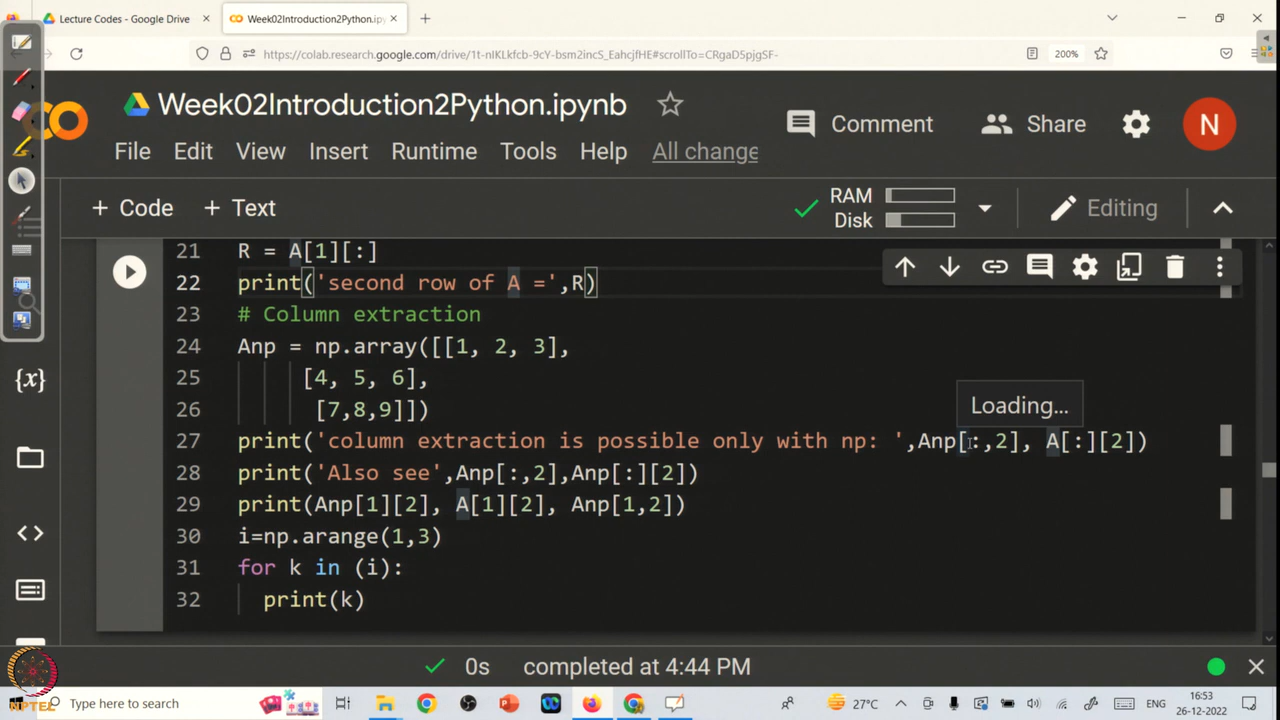 Lecture Codes - Google Drive
Week02Introduction2Python.ipyn
https://colab.research.google.com/drive/1t-nIKLkfcb-9cY-bsm2incS_EahcjfHE#scrollTo=CRgaD5pjgSF-
200%
Week02Introduction2Python.ipynb
Comment
Share
N
File Edit View Insert Runtime Tools Help All change
+ Code + Text
RAM
Disk
Editing
21 R = A[1][:]
22 print('second row of A =',R)
23 # Column extraction
24 Anp = np.array([[1, 2, 3],
25 [4, 5, 6],
26 [7,8,9]])
Loading...
27 print('column extraction is possible only with np: ',Anp[:,2], A[:][2])
28 print('Also see',Anp[:,2],Anp[:][2])
29 print(Anp[1][2], A[1][2], Anp[1,2])
30 i=np.arange(1,3)
31 for k in (i):
32 print(k)
{x}
0s completed at 4:44 PM
NPTEL
Type here to search
27°C
ENG
16:53
26-12-2022